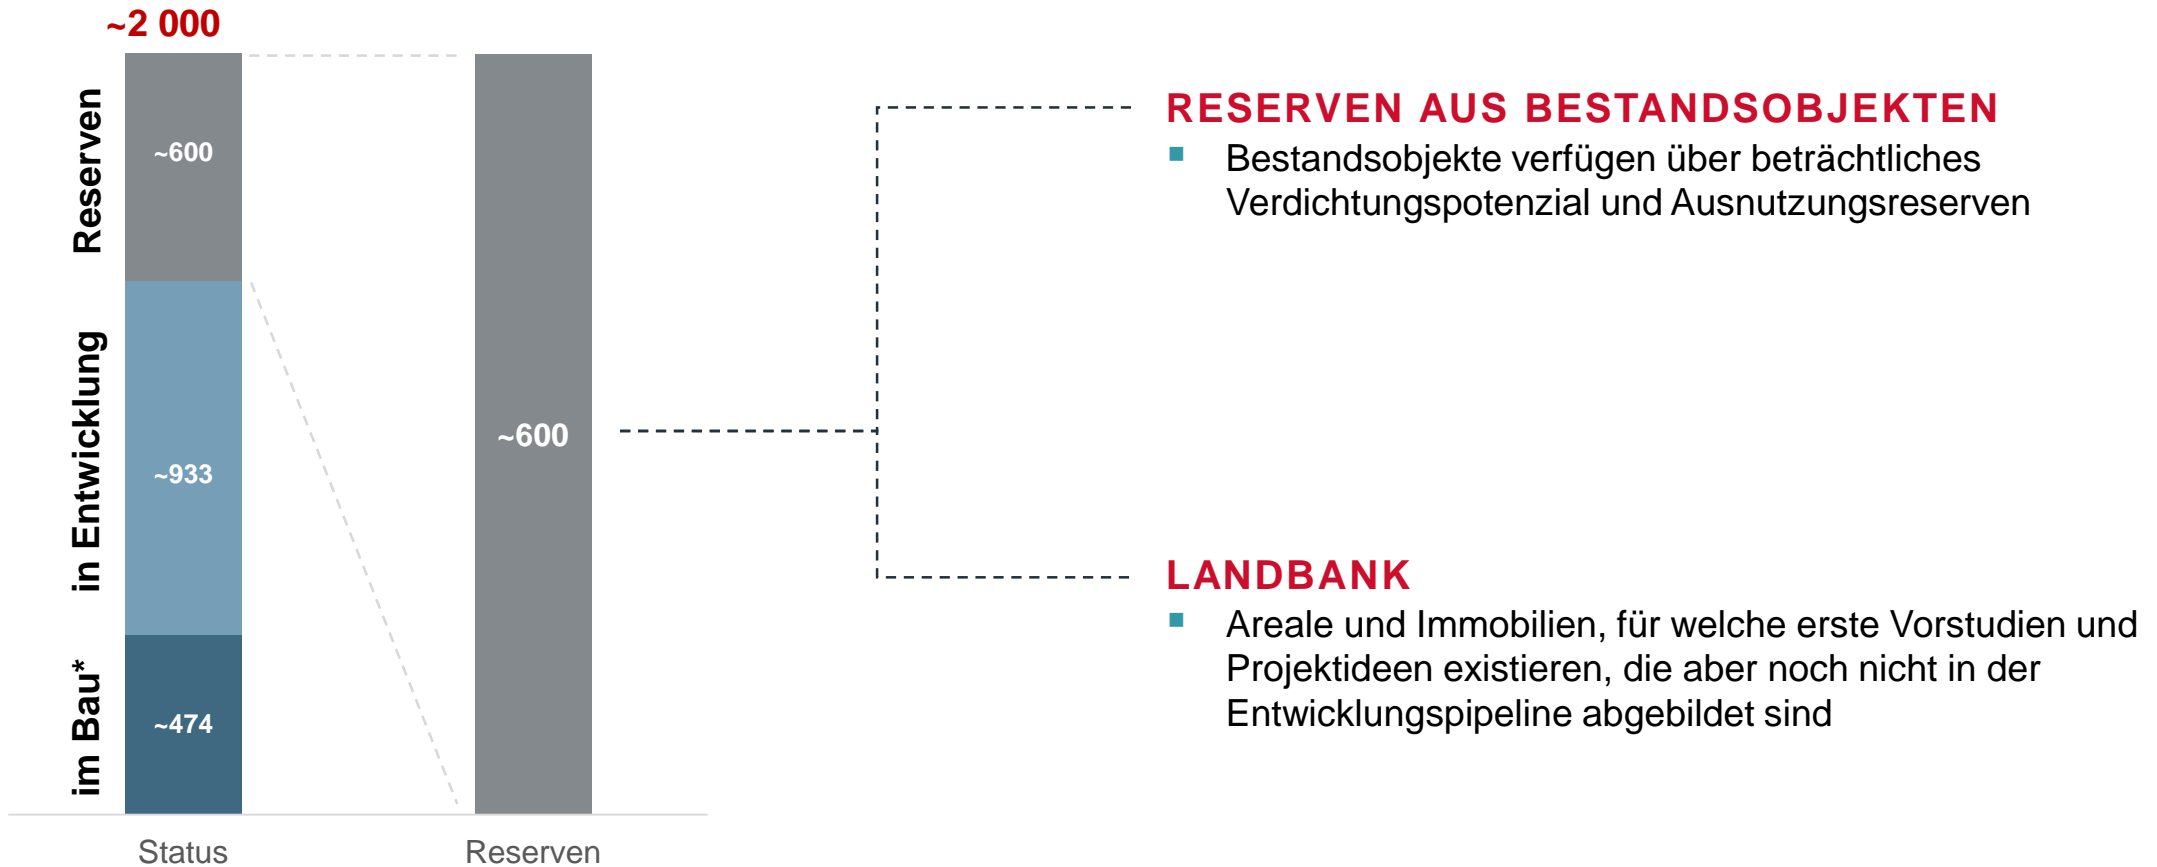 ~2 000
Reserven
~600
in Entwicklung
~933
im Bau*
~474
Status
~600
Reserven
RESERVEN AUS BESTANDSOBJEKTEN
Bestandsobjekte verfügen über beträchtliches
Verdichtungspotenzial und Ausnutzungsreserven
LANDBANK
Areale und Immobilien, für welche erste Vorstudien und
Projektideen existieren, die aber noch nicht in der
Entwicklungspipeline abgebildet sind